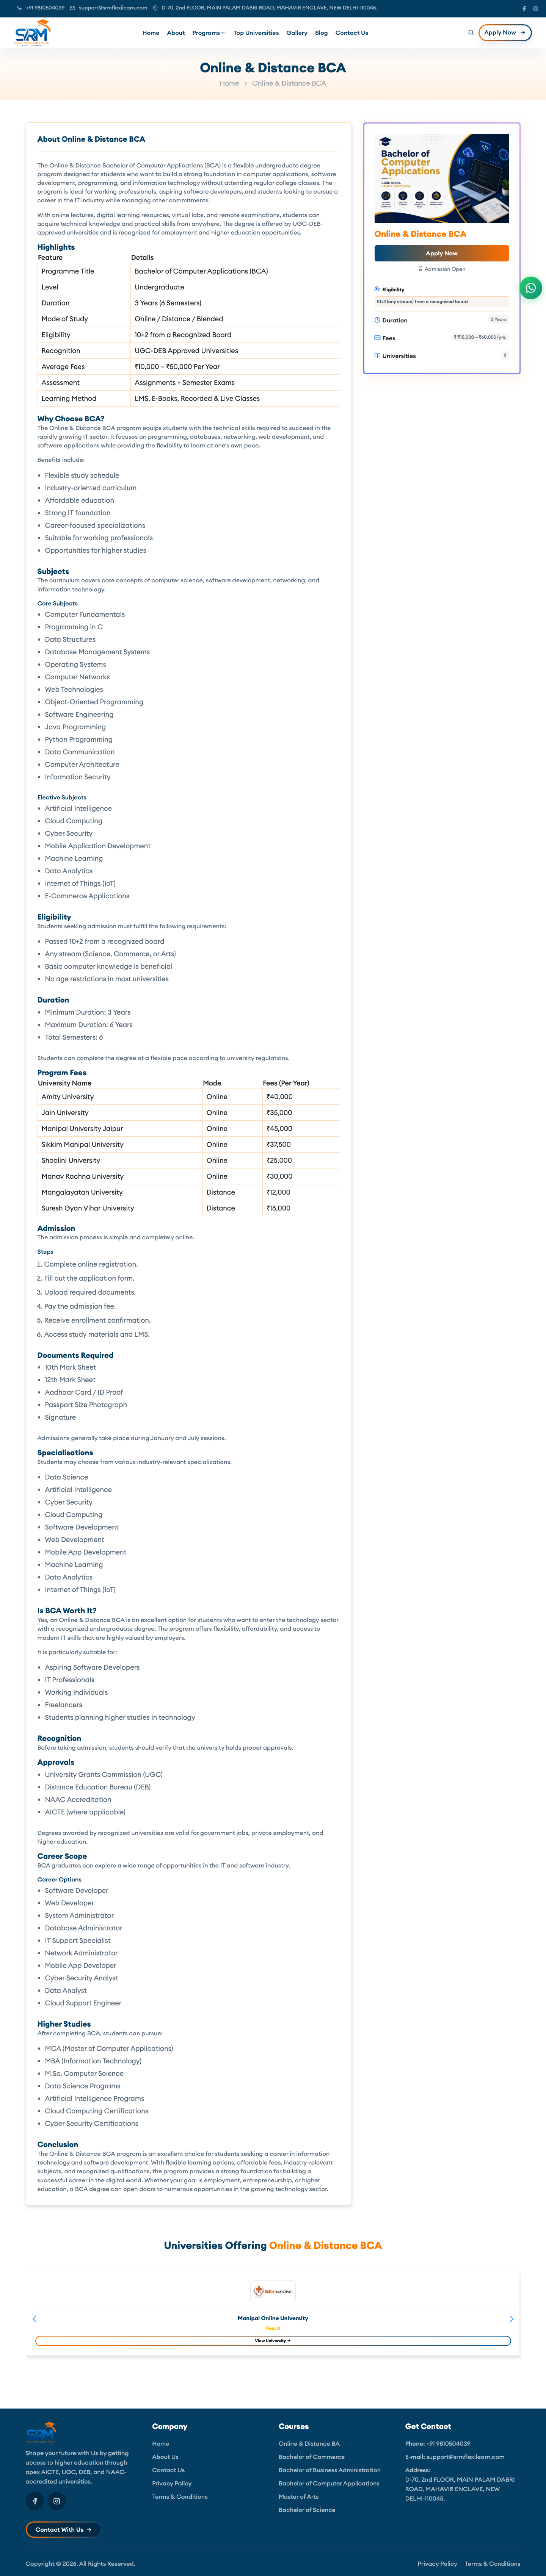 +91 9810504039 support@srmflexilearn.com D-70, 2nd FLOOR, MAIN PALAM DABRI ROAD, MAHAVIR ENCLAVE, NEW DELHI-110045.
SRM
Home About Programs Top Universities Gallery Blog Contact Us
Apply Now →
Online & Distance BCA
Home › Online & Distance BCA
About Online & Distance BCA
The Online & Distance Bachelor of Computer Applications (BCA) is a flexible undergraduate degree
program designed for students who want to build a strong foundation in computer applications, software
development, programming, and information technology without attending regular college classes. The
program is ideal for working professionals, aspiring software developers, and students looking to pursue a
career in the IT industry while managing other commitments.
With online lectures, digital learning resources, virtual labs, and remote examinations, students can
acquire technical knowledge and practical skills from anywhere. The degree is offered by UGC-DEB-
approved universities and is recognized for employment and higher education opportunities.
Highlights
Feature Details
Programme Title Bachelor of Computer Applications (BCA)
Level Undergraduate
Duration 3 Years (6 Semesters)
Mode of Study Online / Distance / Blended
Eligibility 10+2 from a Recognized Board
Recognition UGC-DEB Approved Universities
Average Fees ₹10,000 – ₹50,000 Per Year
Assessment Assignments + Semester Exams
Learning Method LMS, E-Books, Recorded & Live Classes
Why Choose BCA?
The Online & Distance BCA program equips students with the technical skills required to succeed in the
rapidly growing IT sector. It focuses on programming, databases, networking, web development, and
software applications while providing the flexibility to learn at one's own pace.
Benefits include:
• Flexible study schedule
• Industry-oriented curriculum
• Affordable education
• Strong IT foundation
• Career-focused specializations
• Suitable for working professionals
• Opportunities for higher studies
Subjects
The curriculum covers core concepts of computer science, software development, networking, and
information technology.
Core Subjects
• Computer Fundamentals
• Programming in C
• Data Structures
• Database Management Systems
• Operating Systems
• Computer Networks
• Web Technologies
• Object-Oriented Programming
• Software Engineering
• Java Programming
• Python Programming
• Data Communication
• Computer Architecture
• Information Security
Elective Subjects
• Artificial Intelligence
• Cloud Computing
• Cyber Security
• Mobile Application Development
• Machine Learning
• Data Analytics
• Internet of Things (IoT)
• E-Commerce Applications
Eligibility
Students seeking admission must fulfill the following requirements:
• Passed 10+2 from a recognized board
• Any stream (Science, Commerce, or Arts)
• Basic computer knowledge is beneficial
• No age restrictions in most universities
Duration
• Minimum Duration: 3 Years
• Maximum Duration: 6 Years
• Total Semesters: 6
Students can complete the degree at a flexible pace according to university regulations.
Program Fees
University Name Mode Fees (Per Year)
Amity University Online ₹40,000
Jain University Online ₹35,000
Manipal University Jaipur Online ₹45,000
Sikkim Manipal University Online ₹37,500
Shoolini University Online ₹25,000
Manav Rachna University Online ₹30,000
Mangalayatan University Distance ₹12,000
Suresh Gyan Vihar University Distance ₹18,000
Admission
The admission process is simple and completely online.
Steps
1. Complete online registration.
2. Fill out the application form.
3. Upload required documents.
4. Pay the admission fee.
5. Receive enrollment confirmation.
6. Access study materials and LMS.
Documents Required
• 10th Mark Sheet
• 12th Mark Sheet
• Aadhaar Card / ID Proof
• Passport Size Photograph
• Signature
Admissions generally take place during January and July sessions.
Specialisations
Students may choose from various industry-relevant specializations.
• Data Science
• Artificial Intelligence
• Cyber Security
• Cloud Computing
• Software Development
• Web Development
• Mobile App Development
• Machine Learning
• Data Analytics
• Internet of Things (IoT)
Is BCA Worth It?
Yes, an Online & Distance BCA is an excellent option for students who want to enter the technology sector
with a recognized undergraduate degree. The program offers flexibility, affordability, and access to
modern IT skills that are highly valued by employers.
It is particularly suitable for:
• Aspiring Software Developers
• IT Professionals
• Working Individuals
• Freelancers
• Students planning higher studies in technology
Recognition
Before taking admission, students should verify that the university holds proper approvals.
Approvals
• University Grants Commission (UGC)
• Distance Education Bureau (DEB)
• NAAC Accreditation
• AICTE (where applicable)
Degrees awarded by recognized universities are valid for government jobs, private employment, and
higher education.
Career Scope
BCA graduates can explore a wide range of opportunities in the IT and software industry.
Career Options
• Software Developer
• Web Developer
• System Administrator
• Database Administrator
• IT Support Specialist
• Network Administrator
• Mobile App Developer
• Cyber Security Analyst
• Data Analyst
• Cloud Support Engineer
Higher Studies
After completing BCA, students can pursue:
• MCA (Master of Computer Applications)
• MBA (Information Technology)
• M.Sc. Computer Science
• Data Science Programs
• Artificial Intelligence Programs
• Cloud Computing Certifications
• Cyber Security Certifications
Conclusion
The Online & Distance BCA program is an excellent choice for students seeking a career in information
technology and software development. With flexible learning options, affordable fees, industry-relevant
subjects, and recognized qualifications, the program provides a strong foundation for building a
successful career in the digital world. Whether your goal is employment, entrepreneurship, or higher
education, a BCA degree can open doors to numerous opportunities in the growing technology sector.
Bachelor of
Computer
Applications
Online & Distance BCA
Apply Now
Admission Open
Eligibility
10+2 (any stream) from a recognized board
Duration 3 Years
Fees ₹ ₹15,000 – ₹60,000/yrs.
Universities 6
Universities Offering Online & Distance BCA
Manipal Online University
Fee: 0
View University →
SRM
Shape your future with Us by getting
access to higher education through
apex AICTE, UGC, DEB, and NAAC-
accredited universities.
Contact With Us →
Company
Home
About Us
Contact Us
Privacy Policy
Terms & Conditions
Courses
Online & Distance BA
Bachelor of Commerce
Bachelor of Business Administration
Bachelor of Computer Applications
Master of Arts
Bachelor of Science
Get Contact
Phone: +91 9810504039
E-mail: support@srmflexilearn.com
Address:
D-70, 2nd FLOOR, MAIN PALAM DABRI
ROAD, MAHAVIR ENCLAVE, NEW
DELHI-110045.
Copyright © 2026. All Rights Reserved.
Privacy Policy | Terms & Conditions